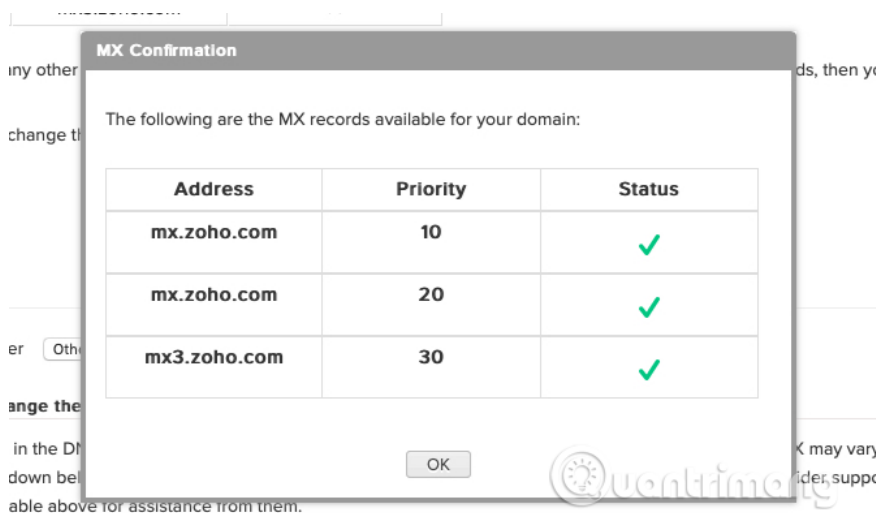 MX Confirmation
any other
ds, then yo
change th
The following are the MX records available for your domain:
Address Priority Status
mx.zoho.com 10
mx.zoho.com 20
mx3.zoho.com 30
er Othe
ange the
in the DN
X may vary
down bel
ider suppo
OK
Quantrimang
able above for assistance from them.